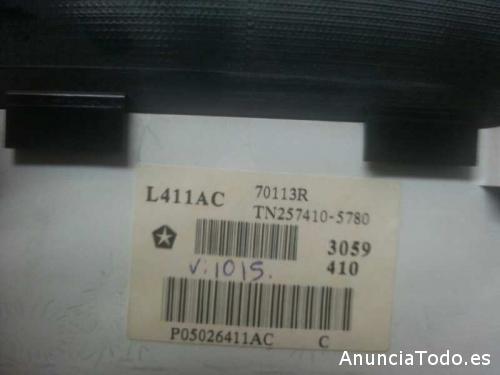 L411AC 70113R
TN257410-5780
3059
v:1015.
410
P05026411AC C
AnunciaTodo.es